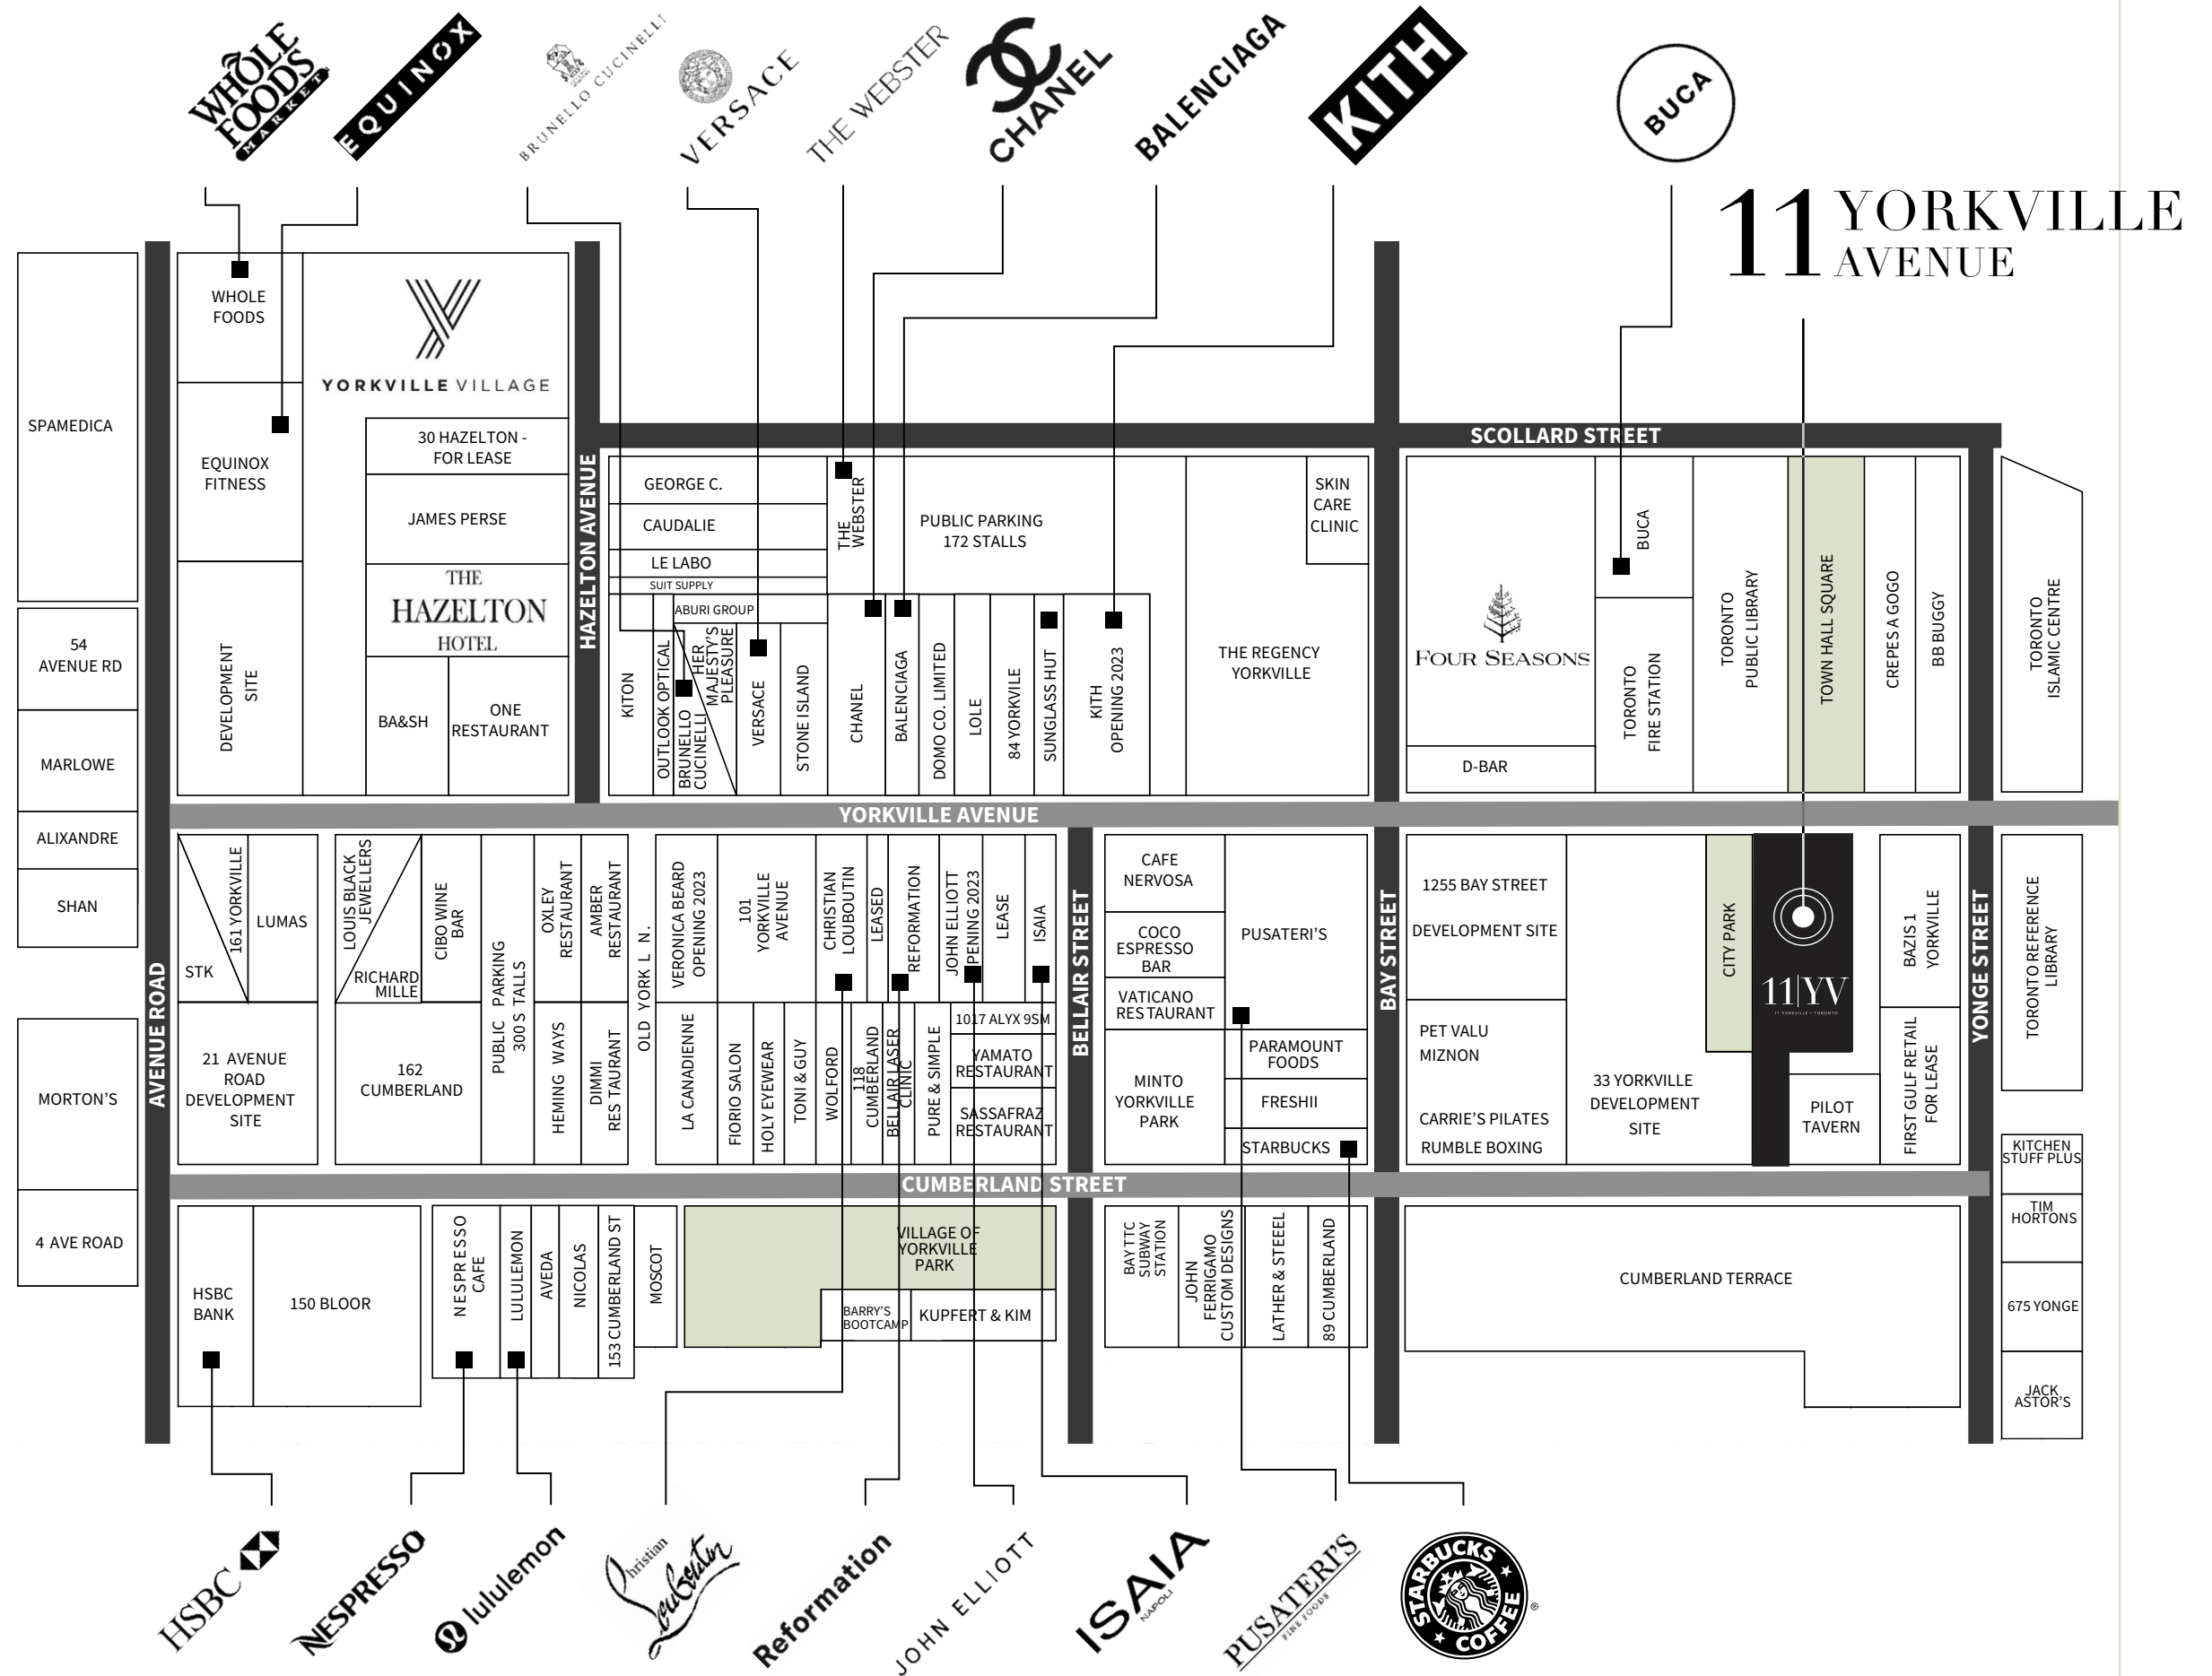 WHOLE
FOODS
MARKET
EQUINOX
BRUNELLO CUCINELLI
VERSACE
THE WEBSTER
CHANEL
BALENCIAGA
KITH
BUCA
11 YORKVILLE
AVENUE
SPAMEDICA
54
AVENUE RD
MARLOWE
ALIXANDRE
SHAN
MORTON'S
4 AVE ROAD
AVENUE ROAD
WHOLE
FOODS
EQUINOX
FITNESS
DEVELOPMENT
SITE
YORKVILLE VILLAGE
30 HAZELTON -
FOR LEASE
JAMES PERSE
THE
HAZELTON
HOTEL
BA&SH
ONE
RESTAURANT
HAZELTON AVENUE
SCOLLARD STREET
GEORGE C.
CAUDALIE
LE LABO
SUIT SUPPLY
ABURI GROUP
THE
WEBSTER
PUBLIC PARKING
172 STALLS
KITON
OUTLOOK OPTICAL
BRUNELLO
CUCINELLI
HER
MAJESTY'S
PLEASURE
VERSACE
STONE ISLAND
CHANEL
BALENCIAGA
DOMO CO. LIMITED
LOLE
84 YORKVILE
SUNGLASS HUT
KITH
OPENING 2023
THE REGENCY
YORKVILLE
SKIN
CARE
CLINIC
FOUR SEASONS
D-BAR
BUCA
TORONTO
FIRE STATION
TORONTO
PUBLIC LIBRARY
TOWN HALL SQUARE
CREPES A GOGO
BB BUGGY
TORONTO
ISLAMIC CENTRE
YORKVILLE AVENUE
STK
161 YORKVILLE
LUMAS
21 AVENUE
ROAD
DEVELOPMENT
SITE
LOUIS BLACK
JEWELLERS
RICHARD
MILLE
CIBO WINE
BAR
162
CUMBERLAND
PUBLIC PARKING
300 S TALLS
OXLEY
RESTAURANT
AMBER
RESTAURANT
HEMING WAYS
DIMMI
RES TAURANT
OLD YORK L N.
VERONICA BEARD
OPENING 2023
101
YORKVILLE
AVENUE
CHRISTIAN
LOUBOUTIN
LEASED
REFORMATION
JOHN ELLIOTT
PENING 2023
LEASE
ISAIA
LA CANADIENNE
FIORIO SALON
HOLY EYEWEAR
TONI & GUY
WOLFORD
118
CUMBERLAND
BELLAIR LASER
CLINIC
PURE & SIMPLE
1017 ALYX 9SM
YAMATO
RESTAURANT
SASSAFRAZ
RESTAURANT
BELLAIR STREET
CAFE
NERVOSA
COCO
ESPRESSO
BAR
VATICANO
RES TAURANT
MINTO
YORKVILLE
PARK
PUSATERI'S
PARAMOUNT
FOODS
FRESHII
STARBUCKS
BAY STREET
1255 BAY STREET
DEVELOPMENT SITE
PET VALU
MIZNON
CARRIE'S PILATES
RUMBLE BOXING
33 YORKVILLE
DEVELOPMENT
SITE
CITY PARK
11|YV
11 YORKVILLE • TORONTO
PILOT
TAVERN
BAZIS 1
YORKVILLE
FIRST GULF RETAIL
FOR LEASE
YONGE STREET
TORONTO REFERENCE
LIBRARY
KITCHEN
STUFF PLUS
TIM
HORTONS
675 YONGE
JACK
ASTOR'S
CUMBERLAND STREET
HSBC
BANK
150 BLOOR
NESPRESSO
CAFE
LULULEMON
AVEDA
NICOLAS
153 CUMBERLAND ST
MOSCOT
VILLAGE OF
YORKVILLE
PARK
BARRY'S
BOOTCAMP
KUPFERT & KIM
BAY TTC
SUBWAY
STATION
JOHN
FERRIGAMO
CUSTOM DESIGNS
LATHER & STEEEL
89 CUMBERLAND
CUMBERLAND TERRACE
HSBC
NESPRESSO
lululemon
Christian
Louboutin
Reformation
JOHN ELLIOTT
ISAIA
NAPOLI
PUSATERI'S
FINE FOODS
STARBUCKS
COFFEE
®